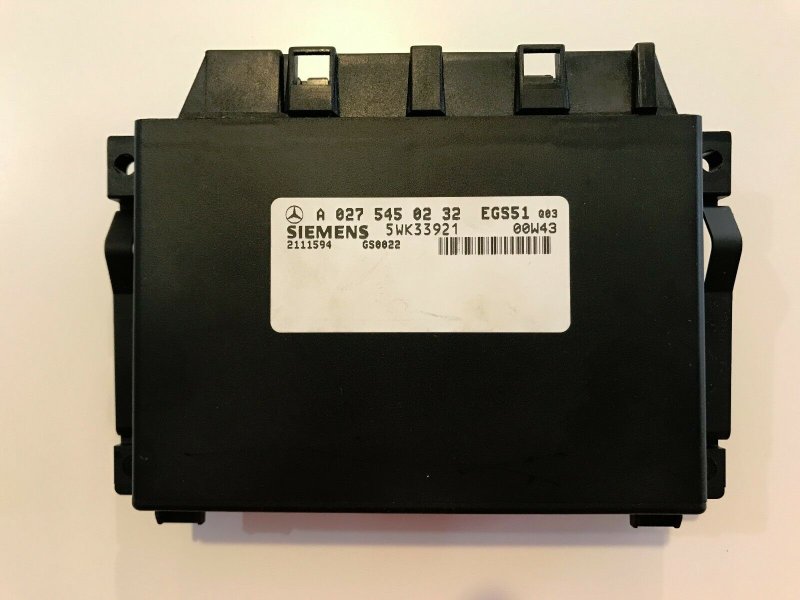 A 027 545 02 32 EGS51 Q03
SIEMENS 5WK33921 00W43
2111594 GS0022